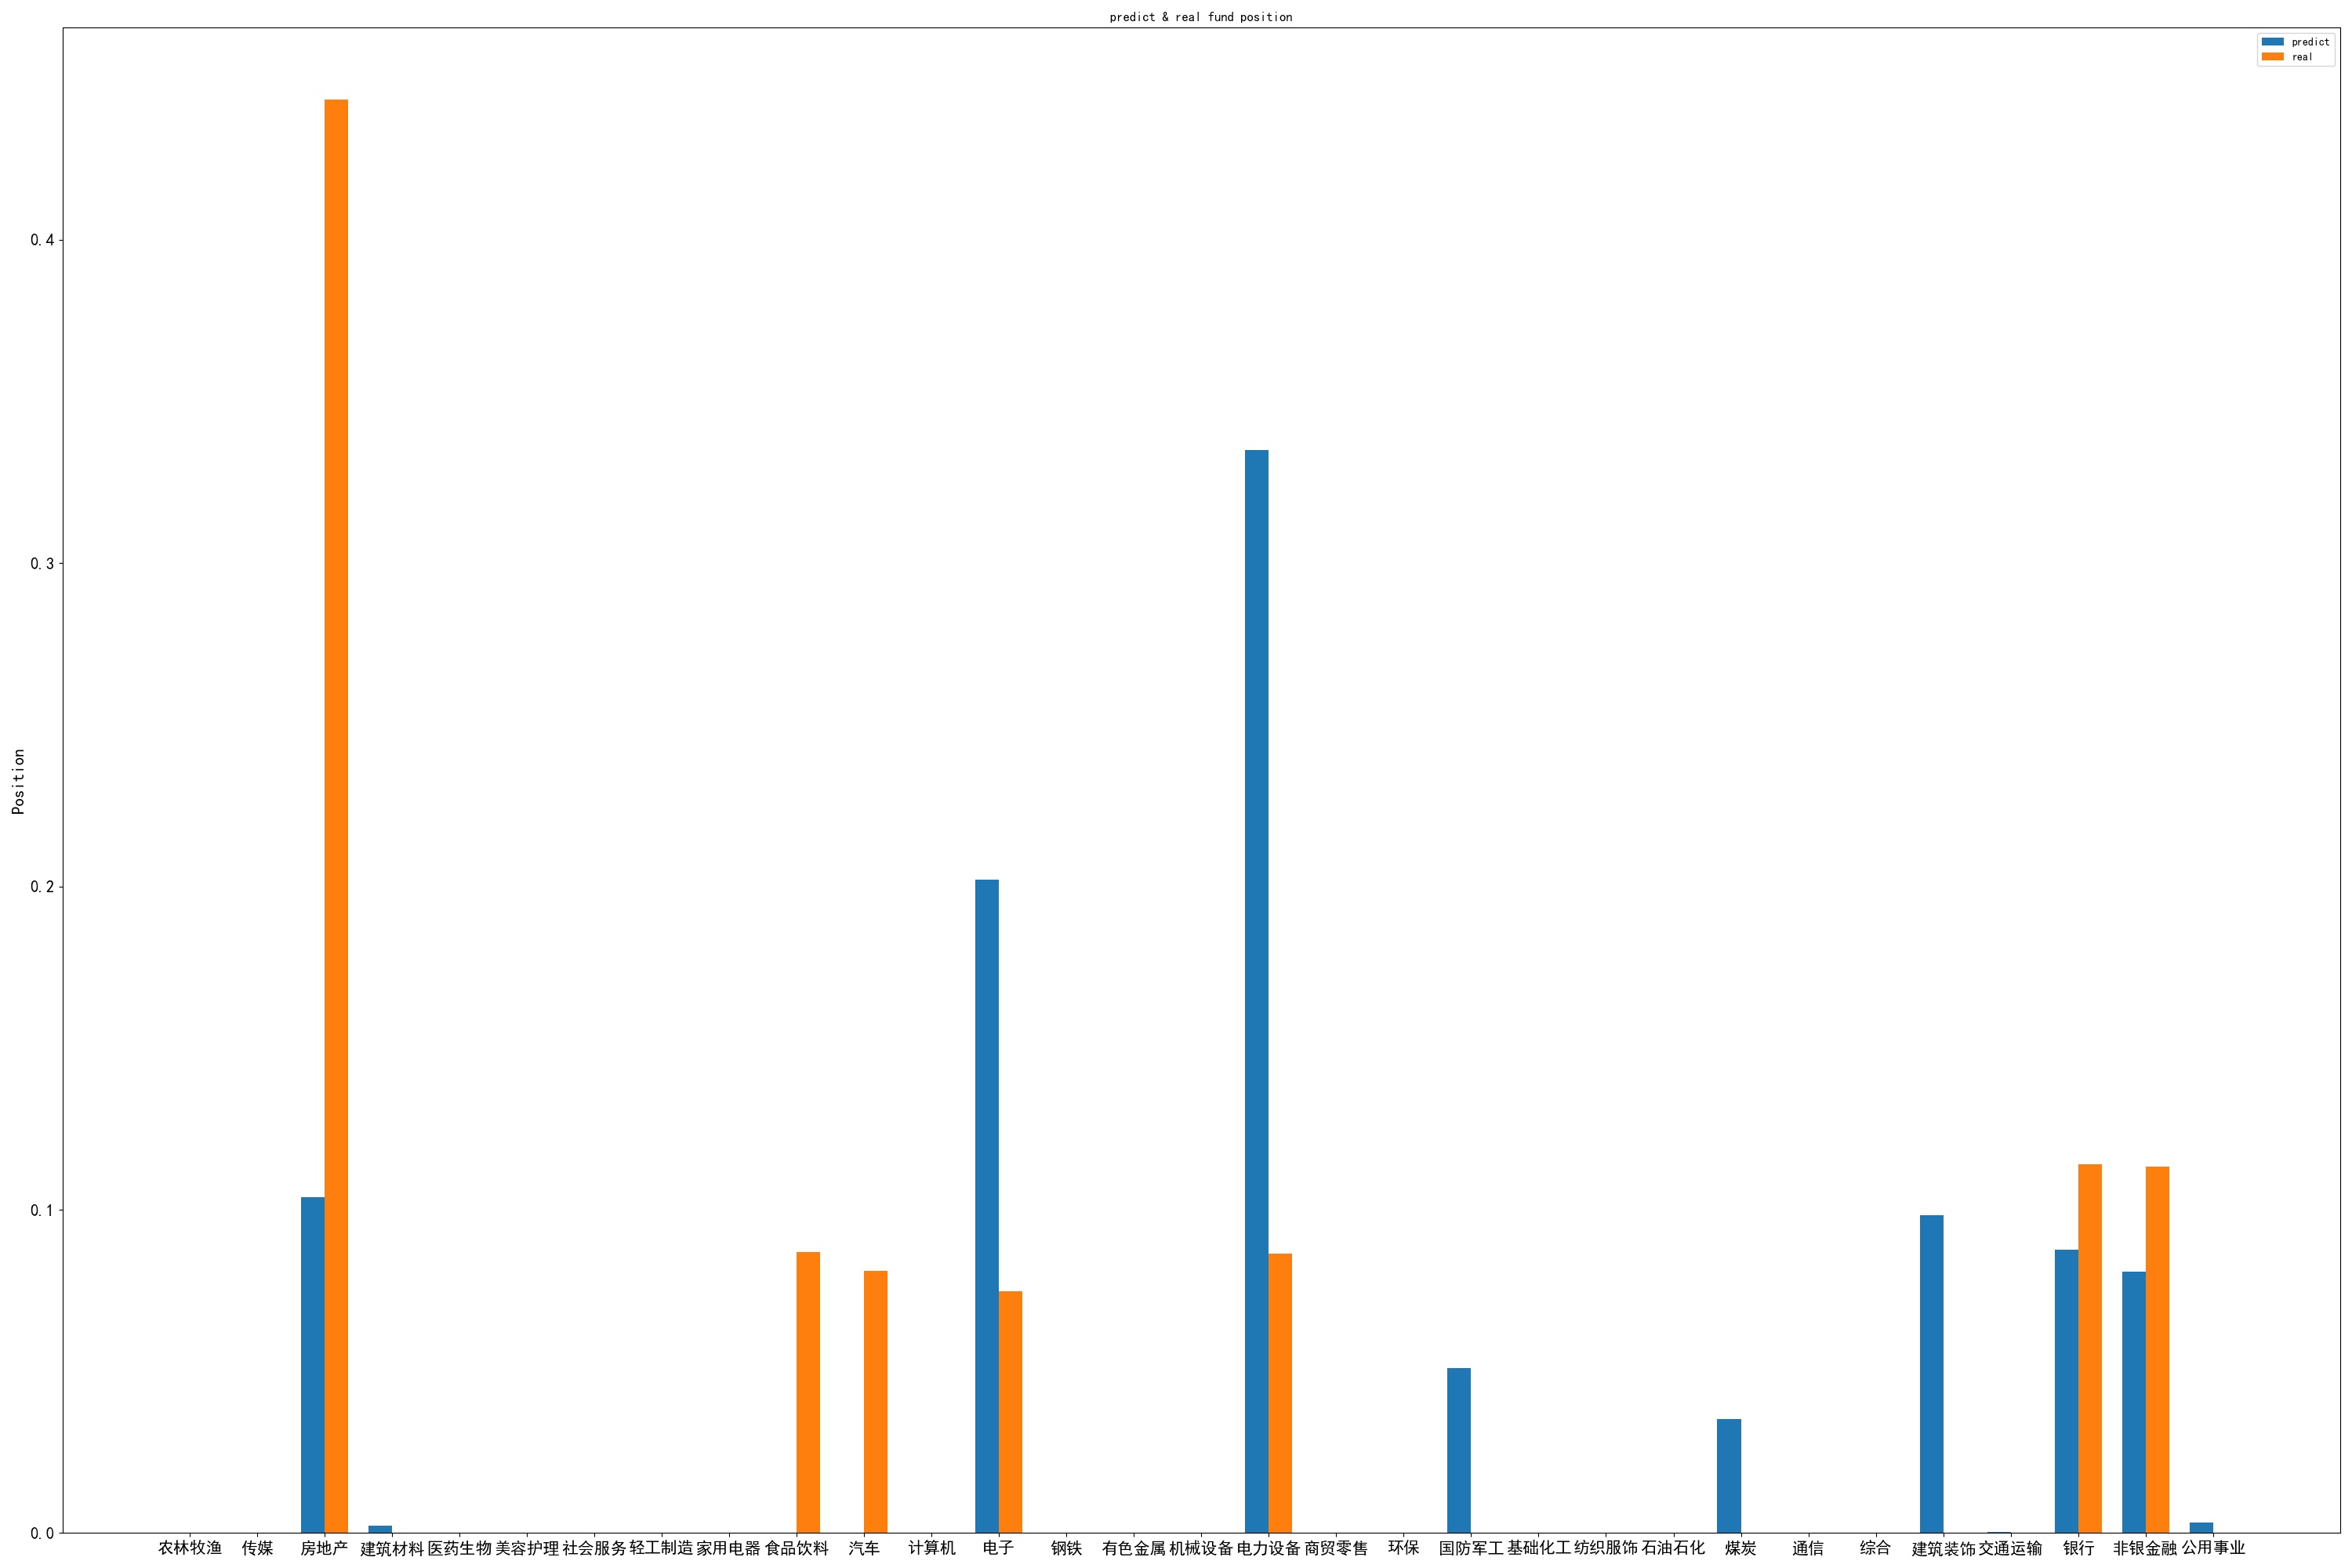 predict & real fund position
predict
real
Position
0.4
0.3
0.2
0.1
0.0
农林牧渔 传媒 房地产 建筑材料 医药生物 美容护理 社会服务 轻工制造 家用电器 食品饮料 汽车 计算机 电子 钢铁 有色金属 机械设备 电力设备 商贸零售 环保 国防军工 基础化工 纺织服饰 石油石化 煤炭 通信 综合 建筑装饰 交通运输 银行 非银金融 公用事业